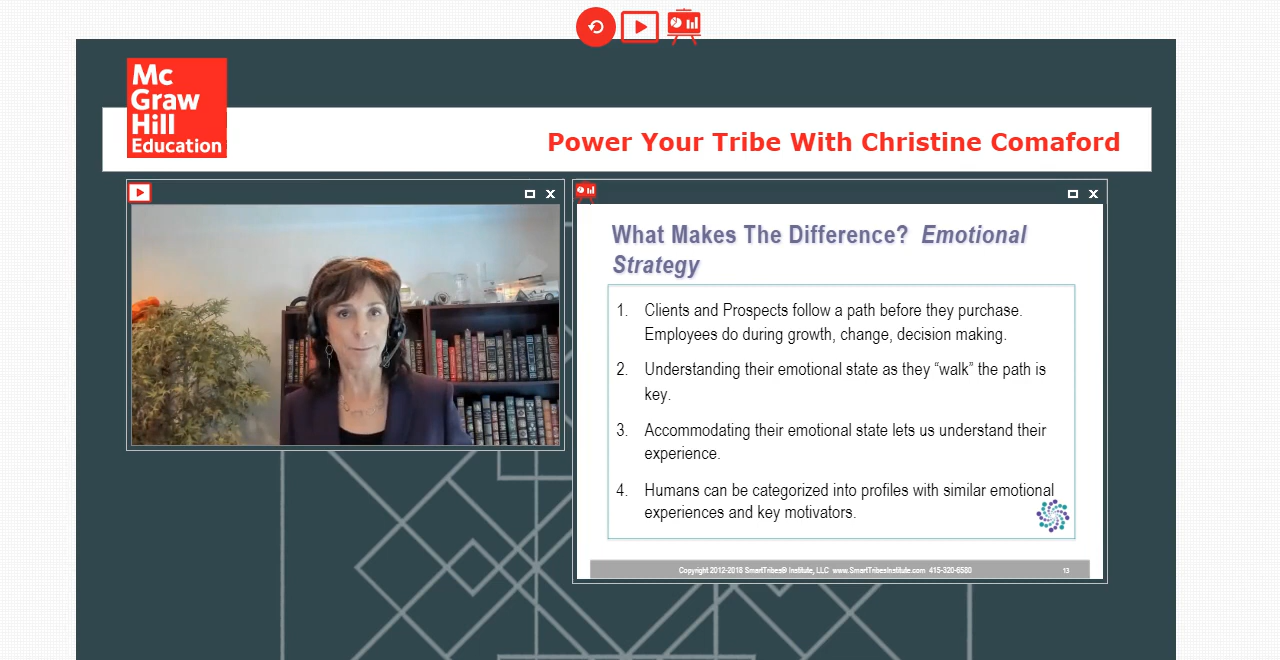 Mc
Graw
Hill
Education
Power Your Tribe With Christine Comaford
What Makes The Difference? Emotional
Strategy
1. Clients and Prospects follow a path before they purchase.
Employees do during growth, change, decision making.
2. Understanding their emotional state as they “walk” the path is
key.
3. Accommodating their emotional state lets us understand their
experience.
4. Humans can be categorized into profiles with similar emotional
experiences and key motivators.
Copyright 2012-2018 SmartTribes® Institute, LLC www.SmartTribesInstitute.com 415-320-6580 13